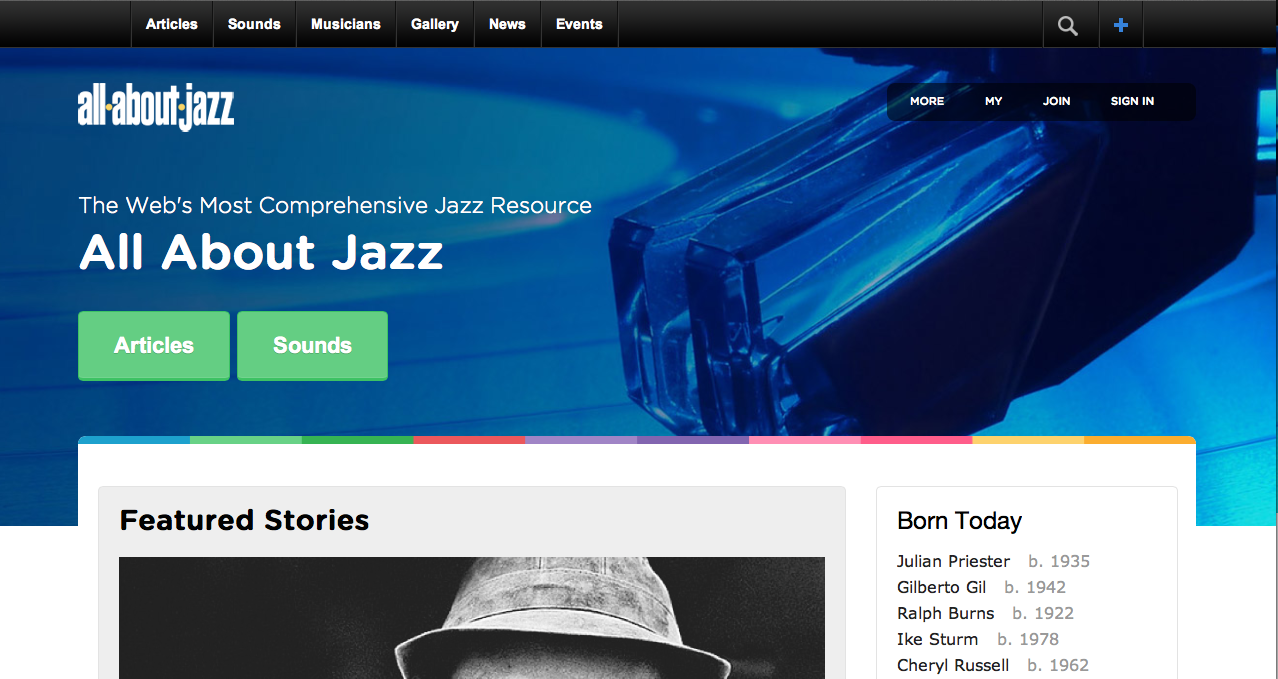 Articles Sounds Musicians Gallery News Events
all·about·jazz
MORE MY JOIN SIGN IN
The Web's Most Comprehensive Jazz Resource
All About Jazz
Articles Sounds
Featured Stories
Born Today
Julian Priester b. 1935
Gilberto Gil b. 1942
Ralph Burns b. 1922
Ike Sturm b. 1978
Cheryl Russell b. 1962